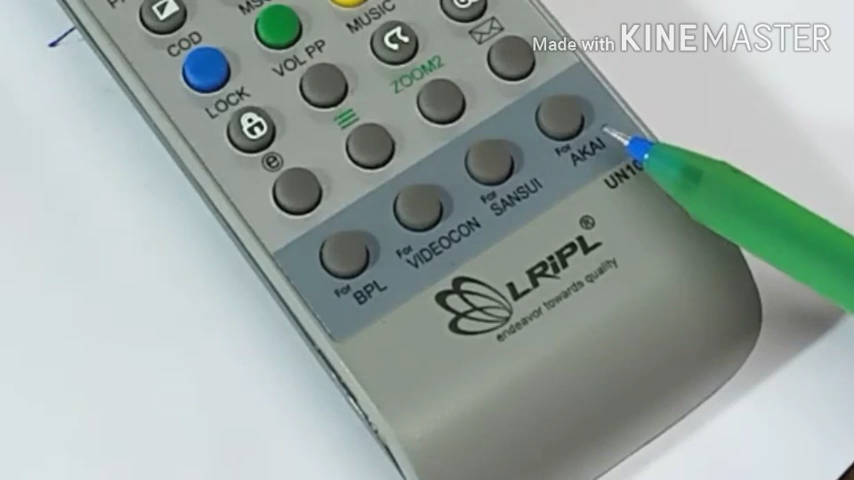 Made with KINEMASTER
MUSIC
COD
VOL PP
LOCK
ZOOM2
e
For AKAI
For SANSUI
For VIDEOCON
For BPL
LRIPL®
endeavor towards quality